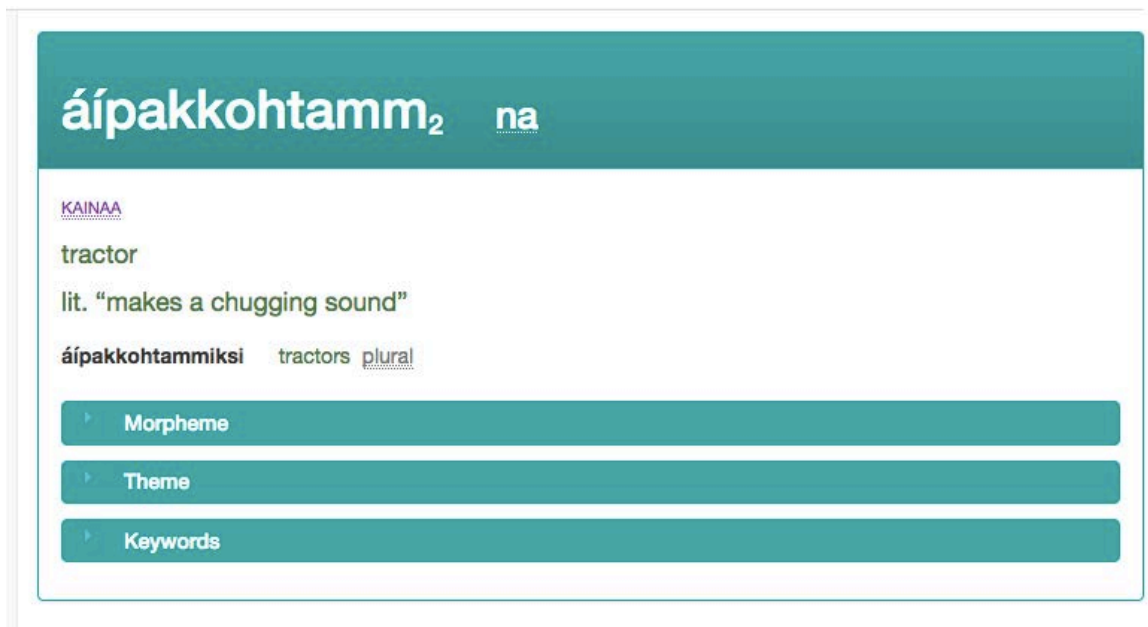 áípakkohtamm₂ na
KAINAA
tractor
lit. “makes a chugging sound”
áípakkohtammiksi tractors plural
Morpheme
Theme
Keywords